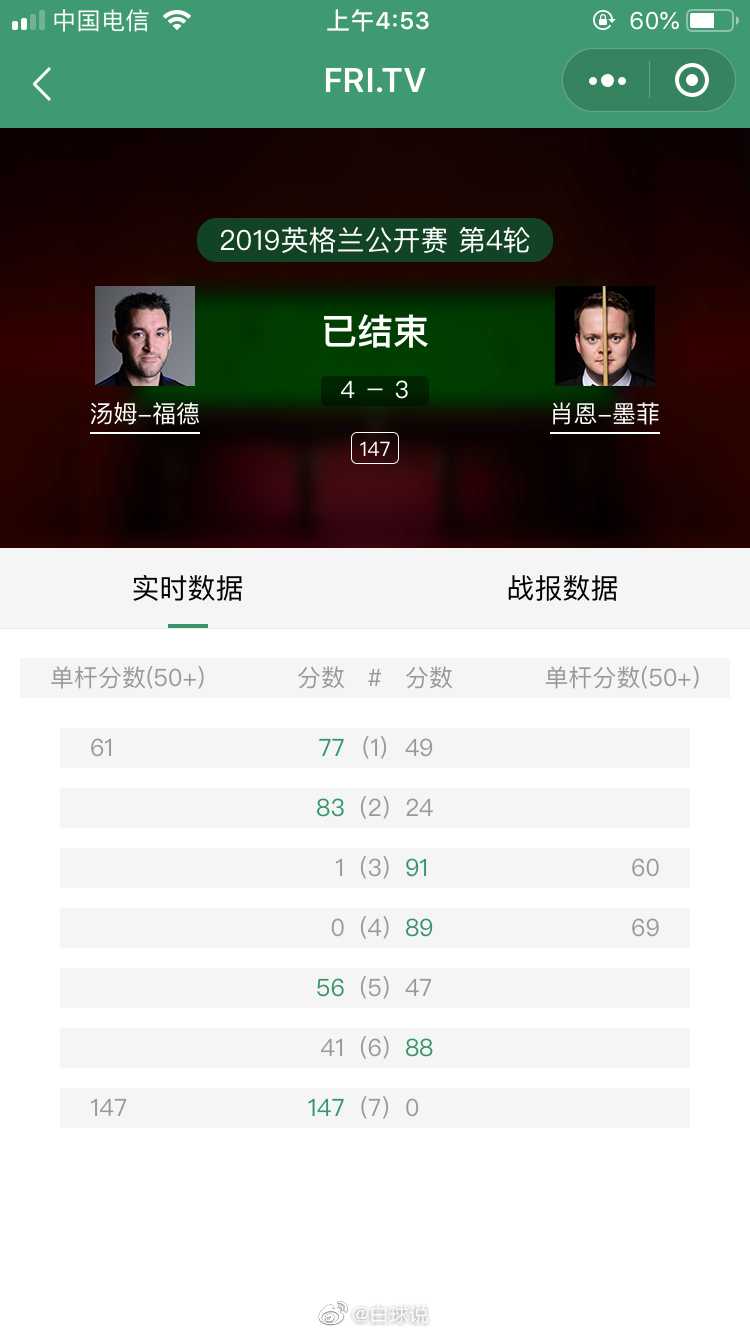 中国电信 上午4:53 60%
FRI.TV
2019英格兰公开赛 第4轮
已结束
4 – 3
汤姆–福德 肖恩–墨菲
147
实时数据 战报数据
单杆分数(50+) 分数 # 分数 单杆分数(50+)
61 77 (1) 49
83 (2) 24
1 (3) 91 60
0 (4) 89 69
56 (5) 47
41 (6) 88
147 147 (7) 0
@白球说